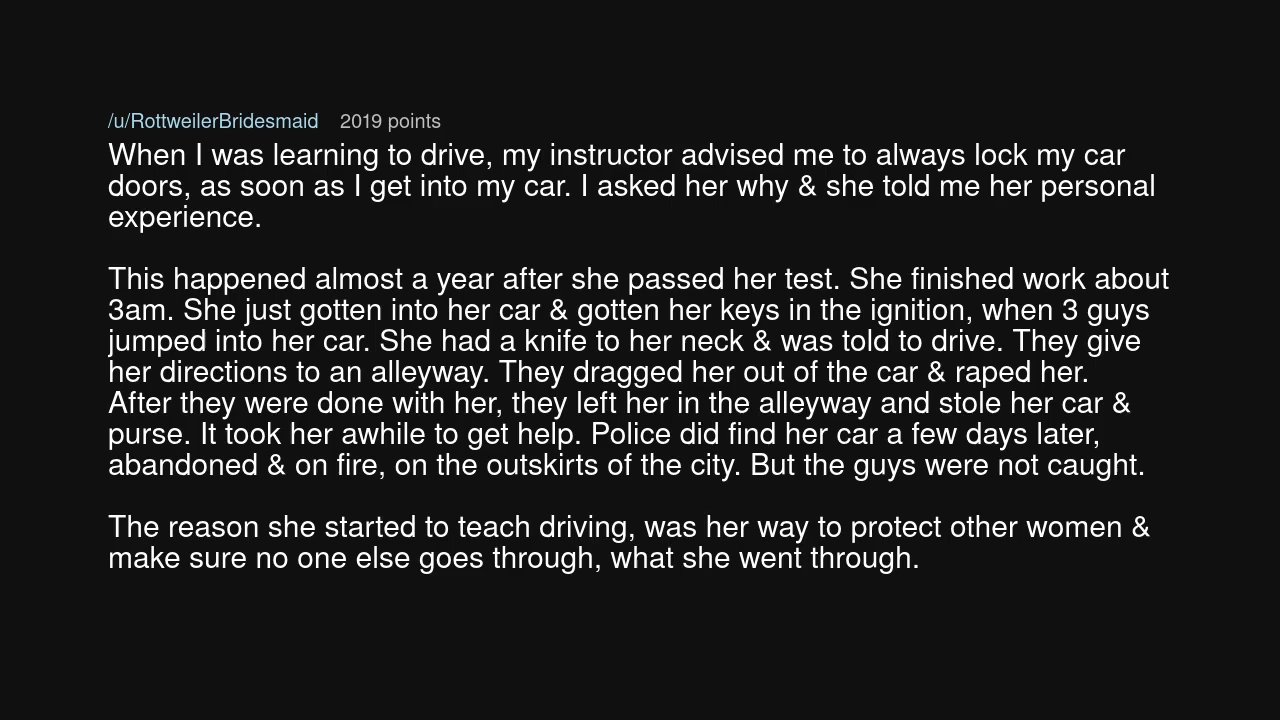 /u/RottweilerBridesmaid 2019 points
When I was learning to drive, my instructor advised me to always lock my car
doors, as soon as I get into my car. I asked her why & she told me her personal
experience.
This happened almost a year after she passed her test. She finished work about
3am. She just gotten into her car & gotten her keys in the ignition, when 3 guys
jumped into her car. She had a knife to her neck & was told to drive. They give
her directions to an alleyway. They dragged her out of the car & raped her.
After they were done with her, they left her in the alleyway and stole her car &
purse. It took her awhile to get help. Police did find her car a few days later,
abandoned & on fire, on the outskirts of the city. But the guys were not caught.
The reason she started to teach driving, was her way to protect other women &
make sure no one else goes through, what she went through.